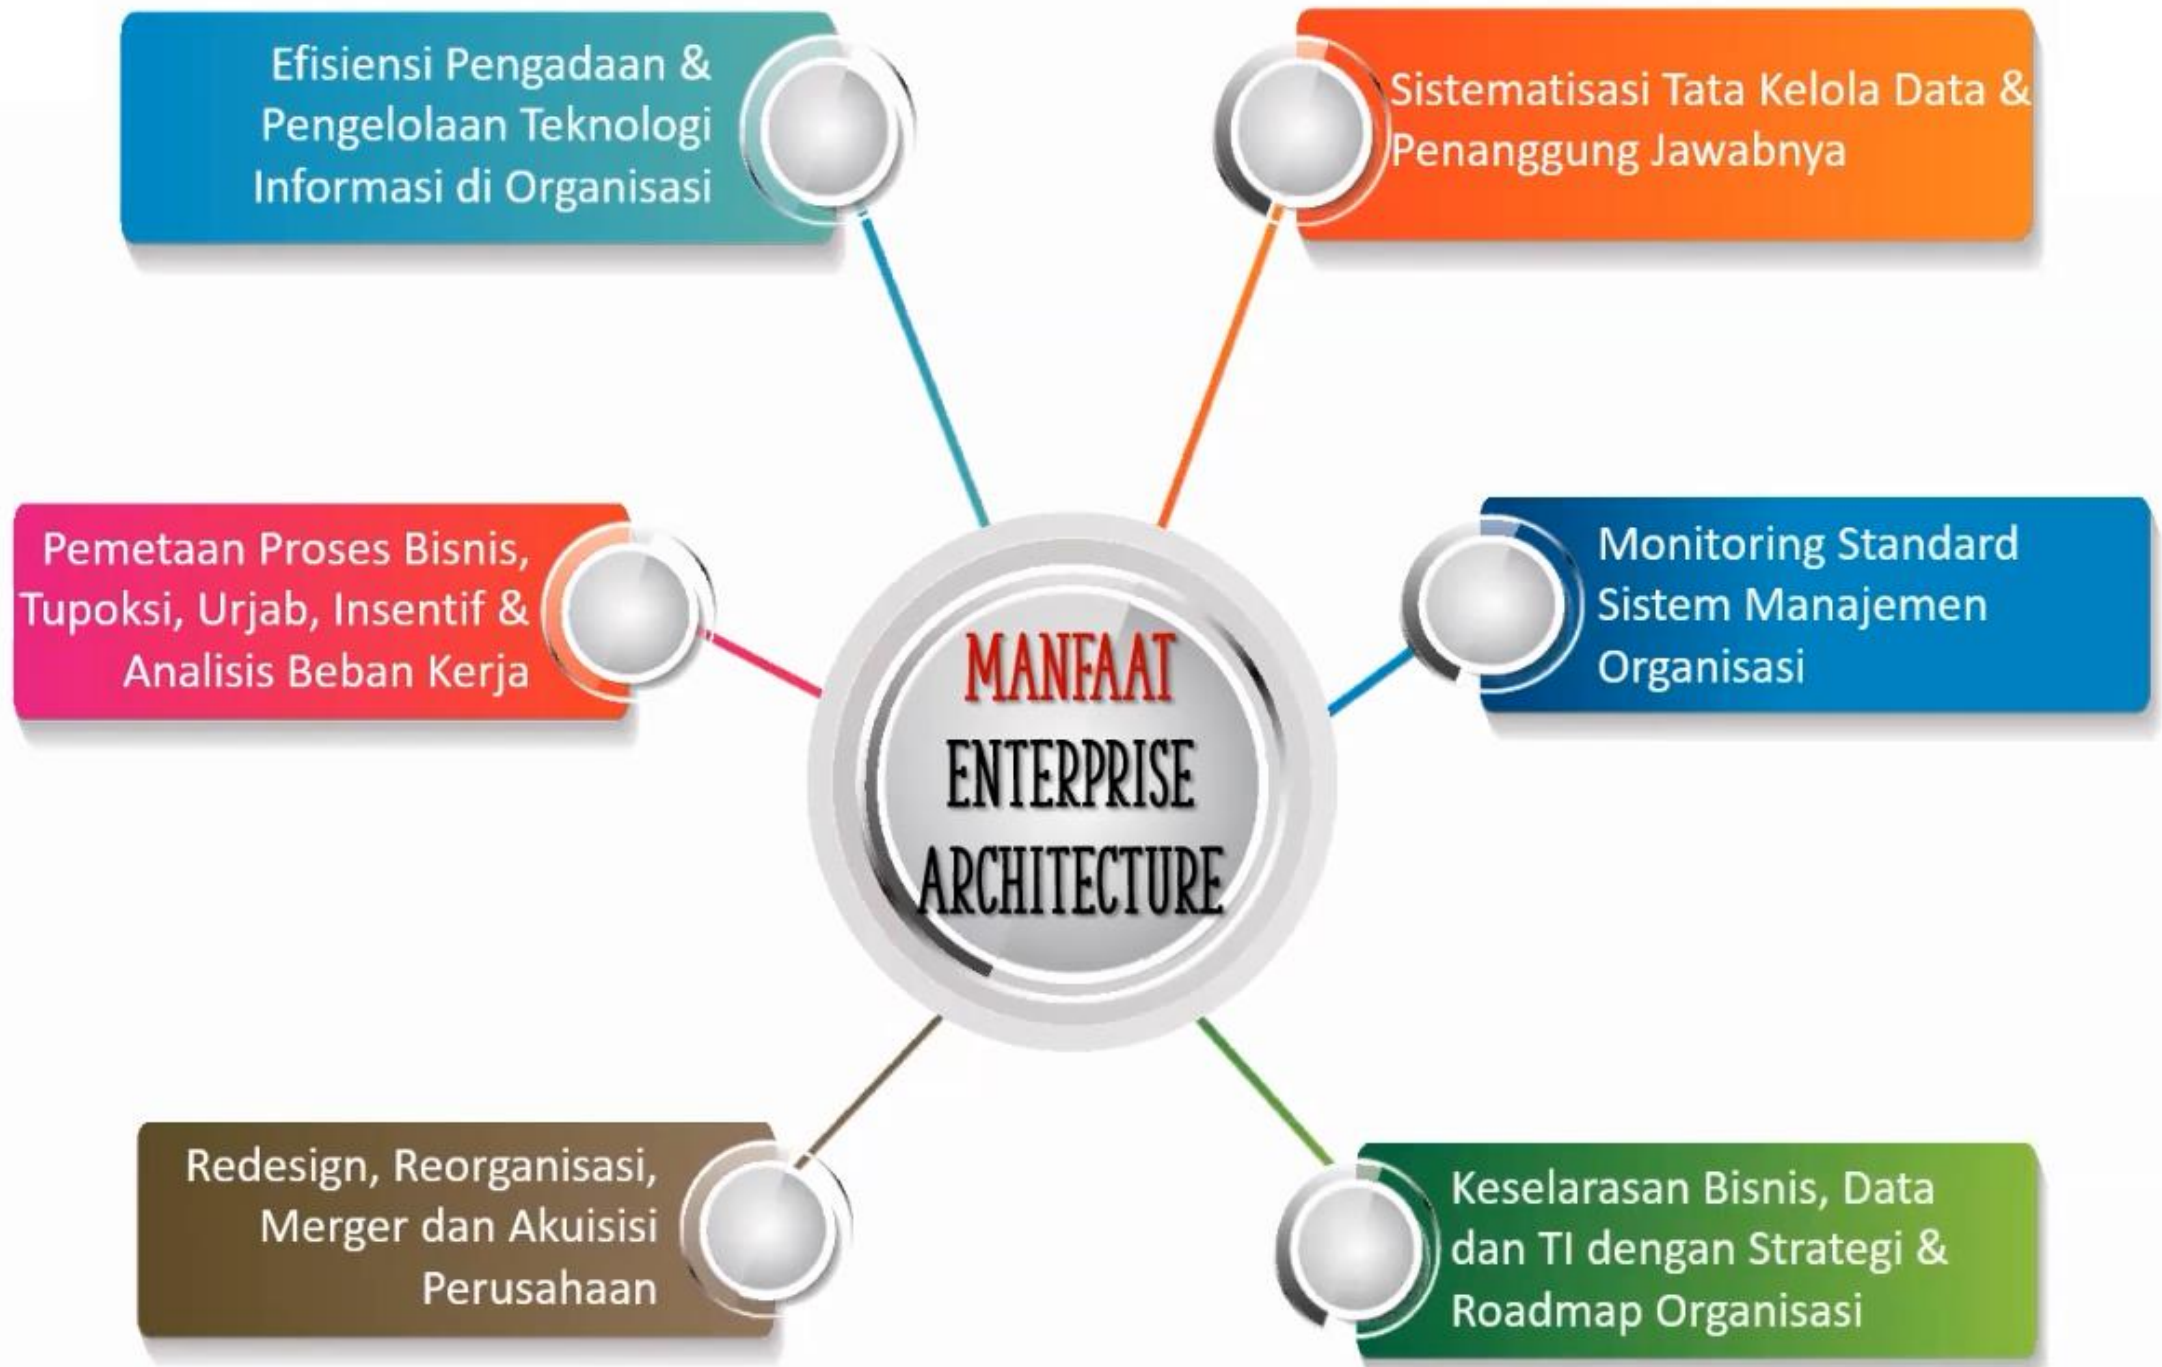 Efisiensi Pengadaan &
Pengelolaan Teknologi
Informasi di Organisasi
Sistematisasi Tata Kelola Data &
Penanggung Jawabnya
Pemetaan Proses Bisnis,
Tupoksi, Urjab, Insentif &
Analisis Beban Kerja
Monitoring Standard
Sistem Manajemen
Organisasi
MANFAAT
ENTERPRISE
ARCHITECTURE
Redesign, Reorganisasi,
Merger dan Akuisisi
Perusahaan
Keselarasan Bisnis, Data
dan TI dengan Strategi &
Roadmap Organisasi